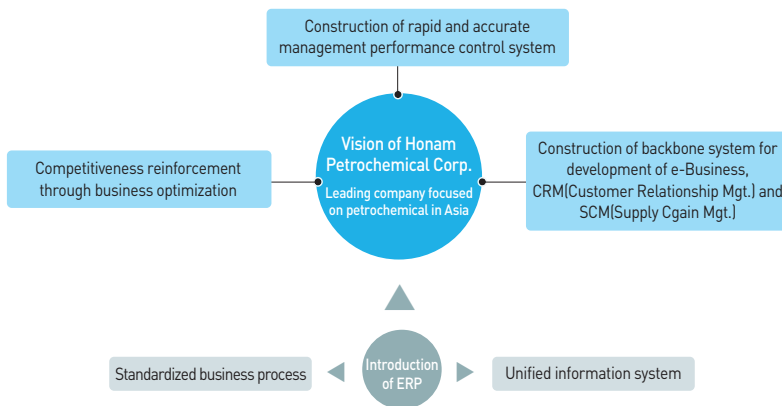 Construction of rapid and accurate
management performance control system
Vision of Honam
Petrochemical Corp.
Leading company focused
on petrochemical in Asia
Competitiveness reinforcement
through business optimization
Construction of backbone system for
development of e-Business,
CRM(Customer Relationship Mgt.) and
SCM(Supply Cgain Mgt.)
Introduction
of ERP
Standardized business process
Unified information system